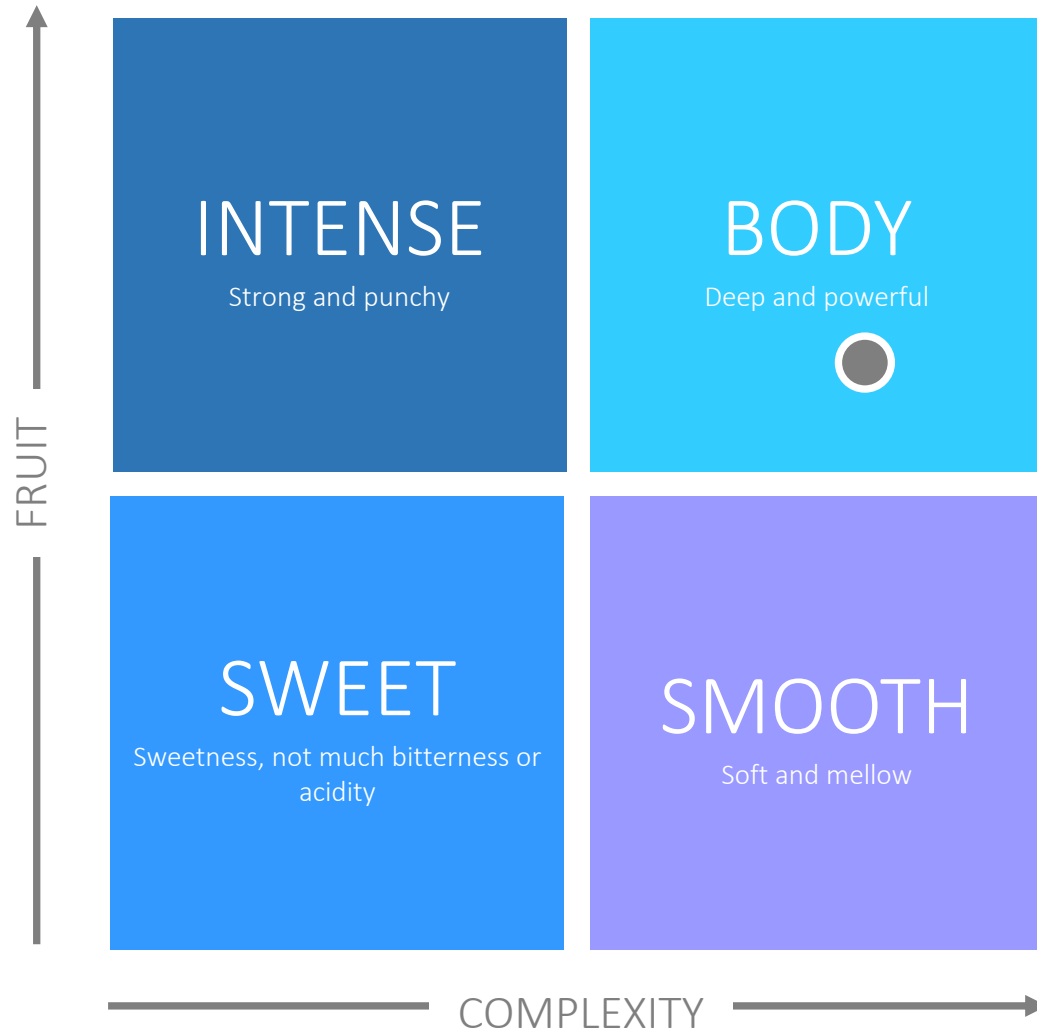 INTENSE
Strong and punchy
BODY
Deep and powerful
FRUIT
SWEET
Sweetness, not much bitterness or
acidity
SMOOTH
Soft and mellow
COMPLEXITY